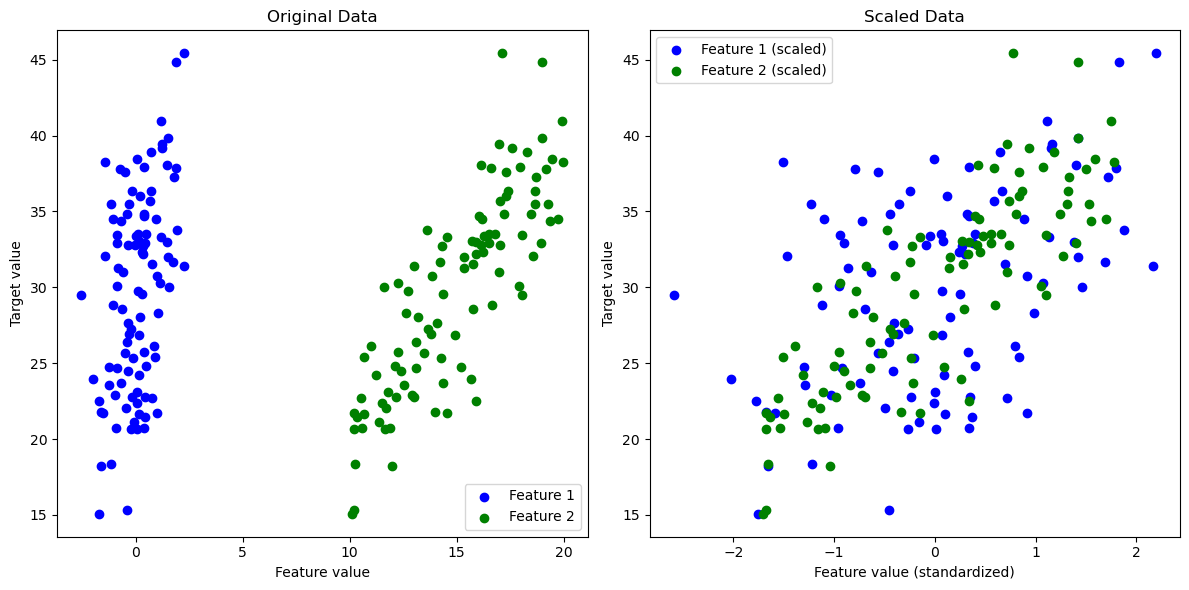 Original Data
45
40
35
30
25
20
15
Target value
0
5
10
15
20
Feature value
Feature 1
Feature 2
Scaled Data
45
40
35
30
25
20
15
Target value
−2
−1
0
1
2
Feature value (standardized)
Feature 1 (scaled)
Feature 2 (scaled)